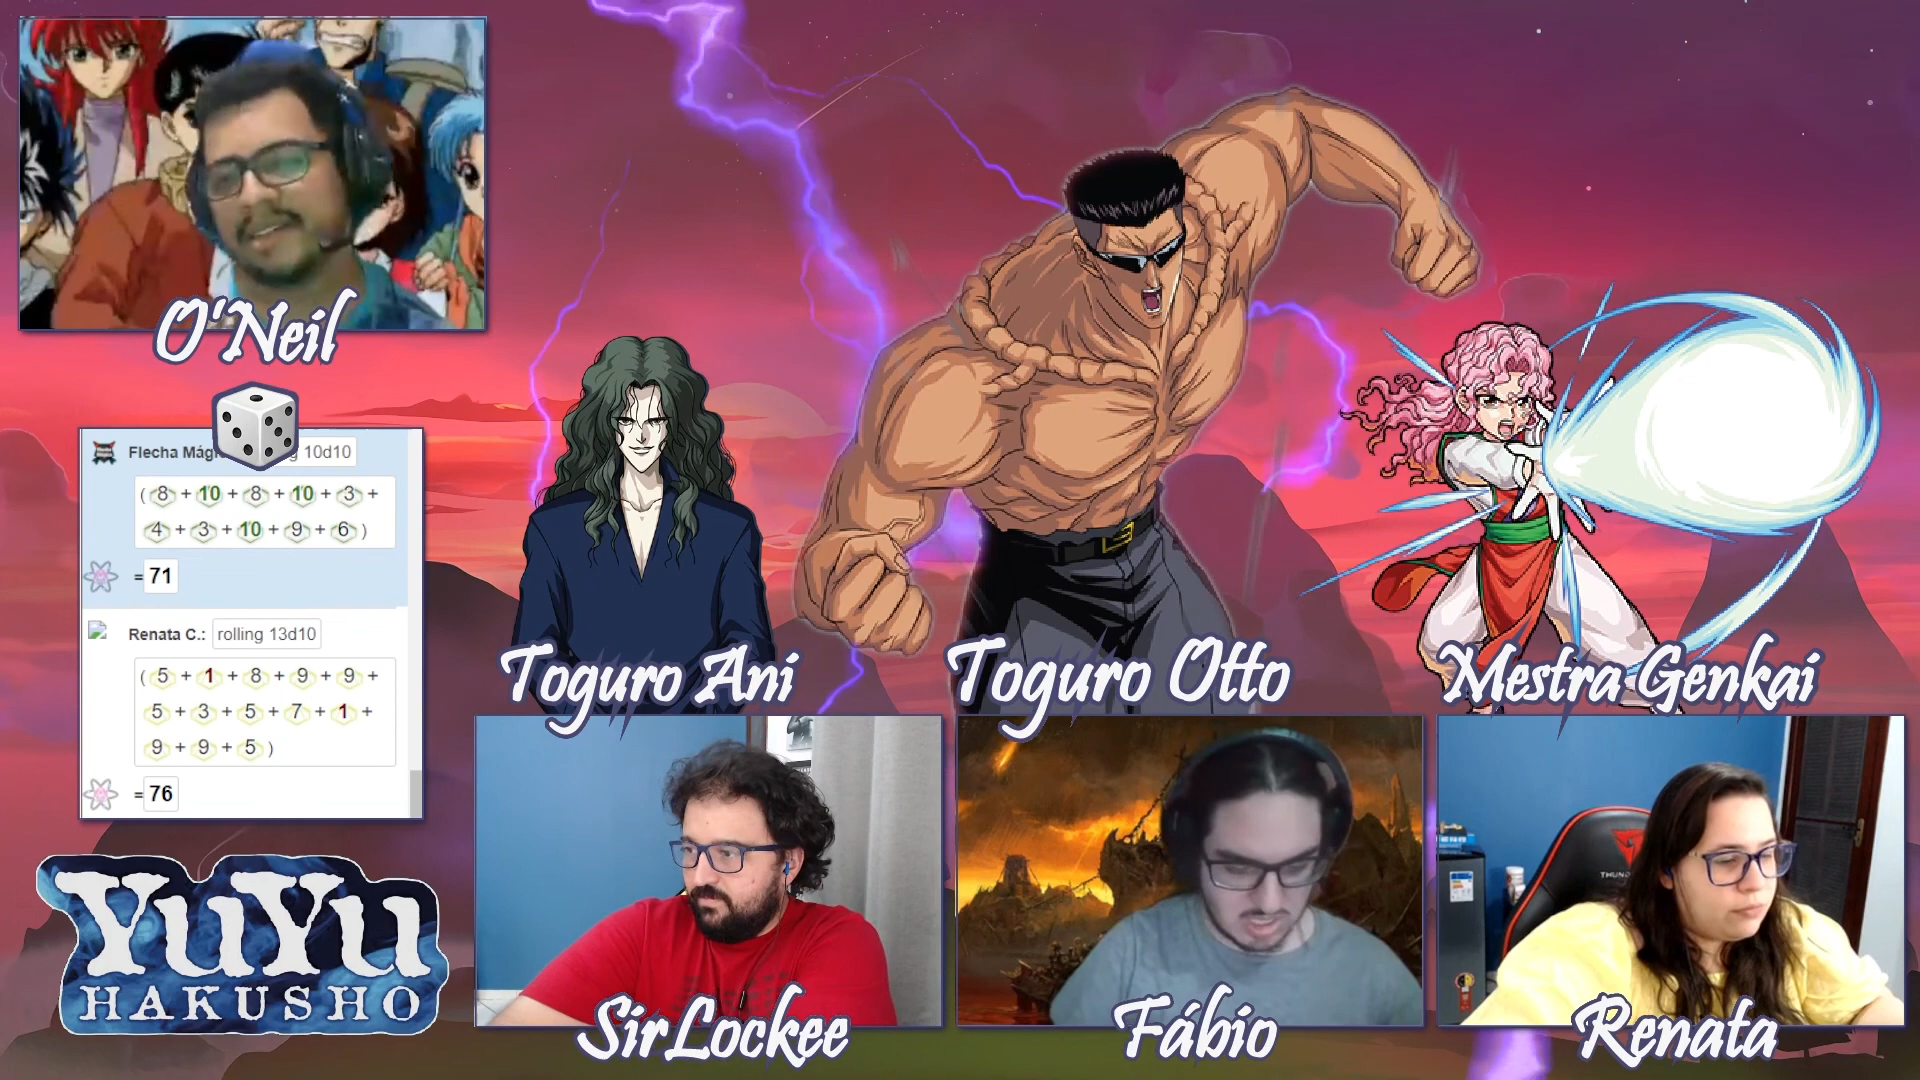 O'Neil
Flecha Mág
g 10d10
(8+10+8+10+3+
4+3+10+9+6)
=71
Renata C.: rolling 13d10
(5+1+8+9+9+
5+3+5+7+1+
9+9+5)
=76
YuYu
HAKUSHO
Toguro Ani
Toguro Otto
Mestra Genkai
THUND
SirLockee
Fábio
Renata